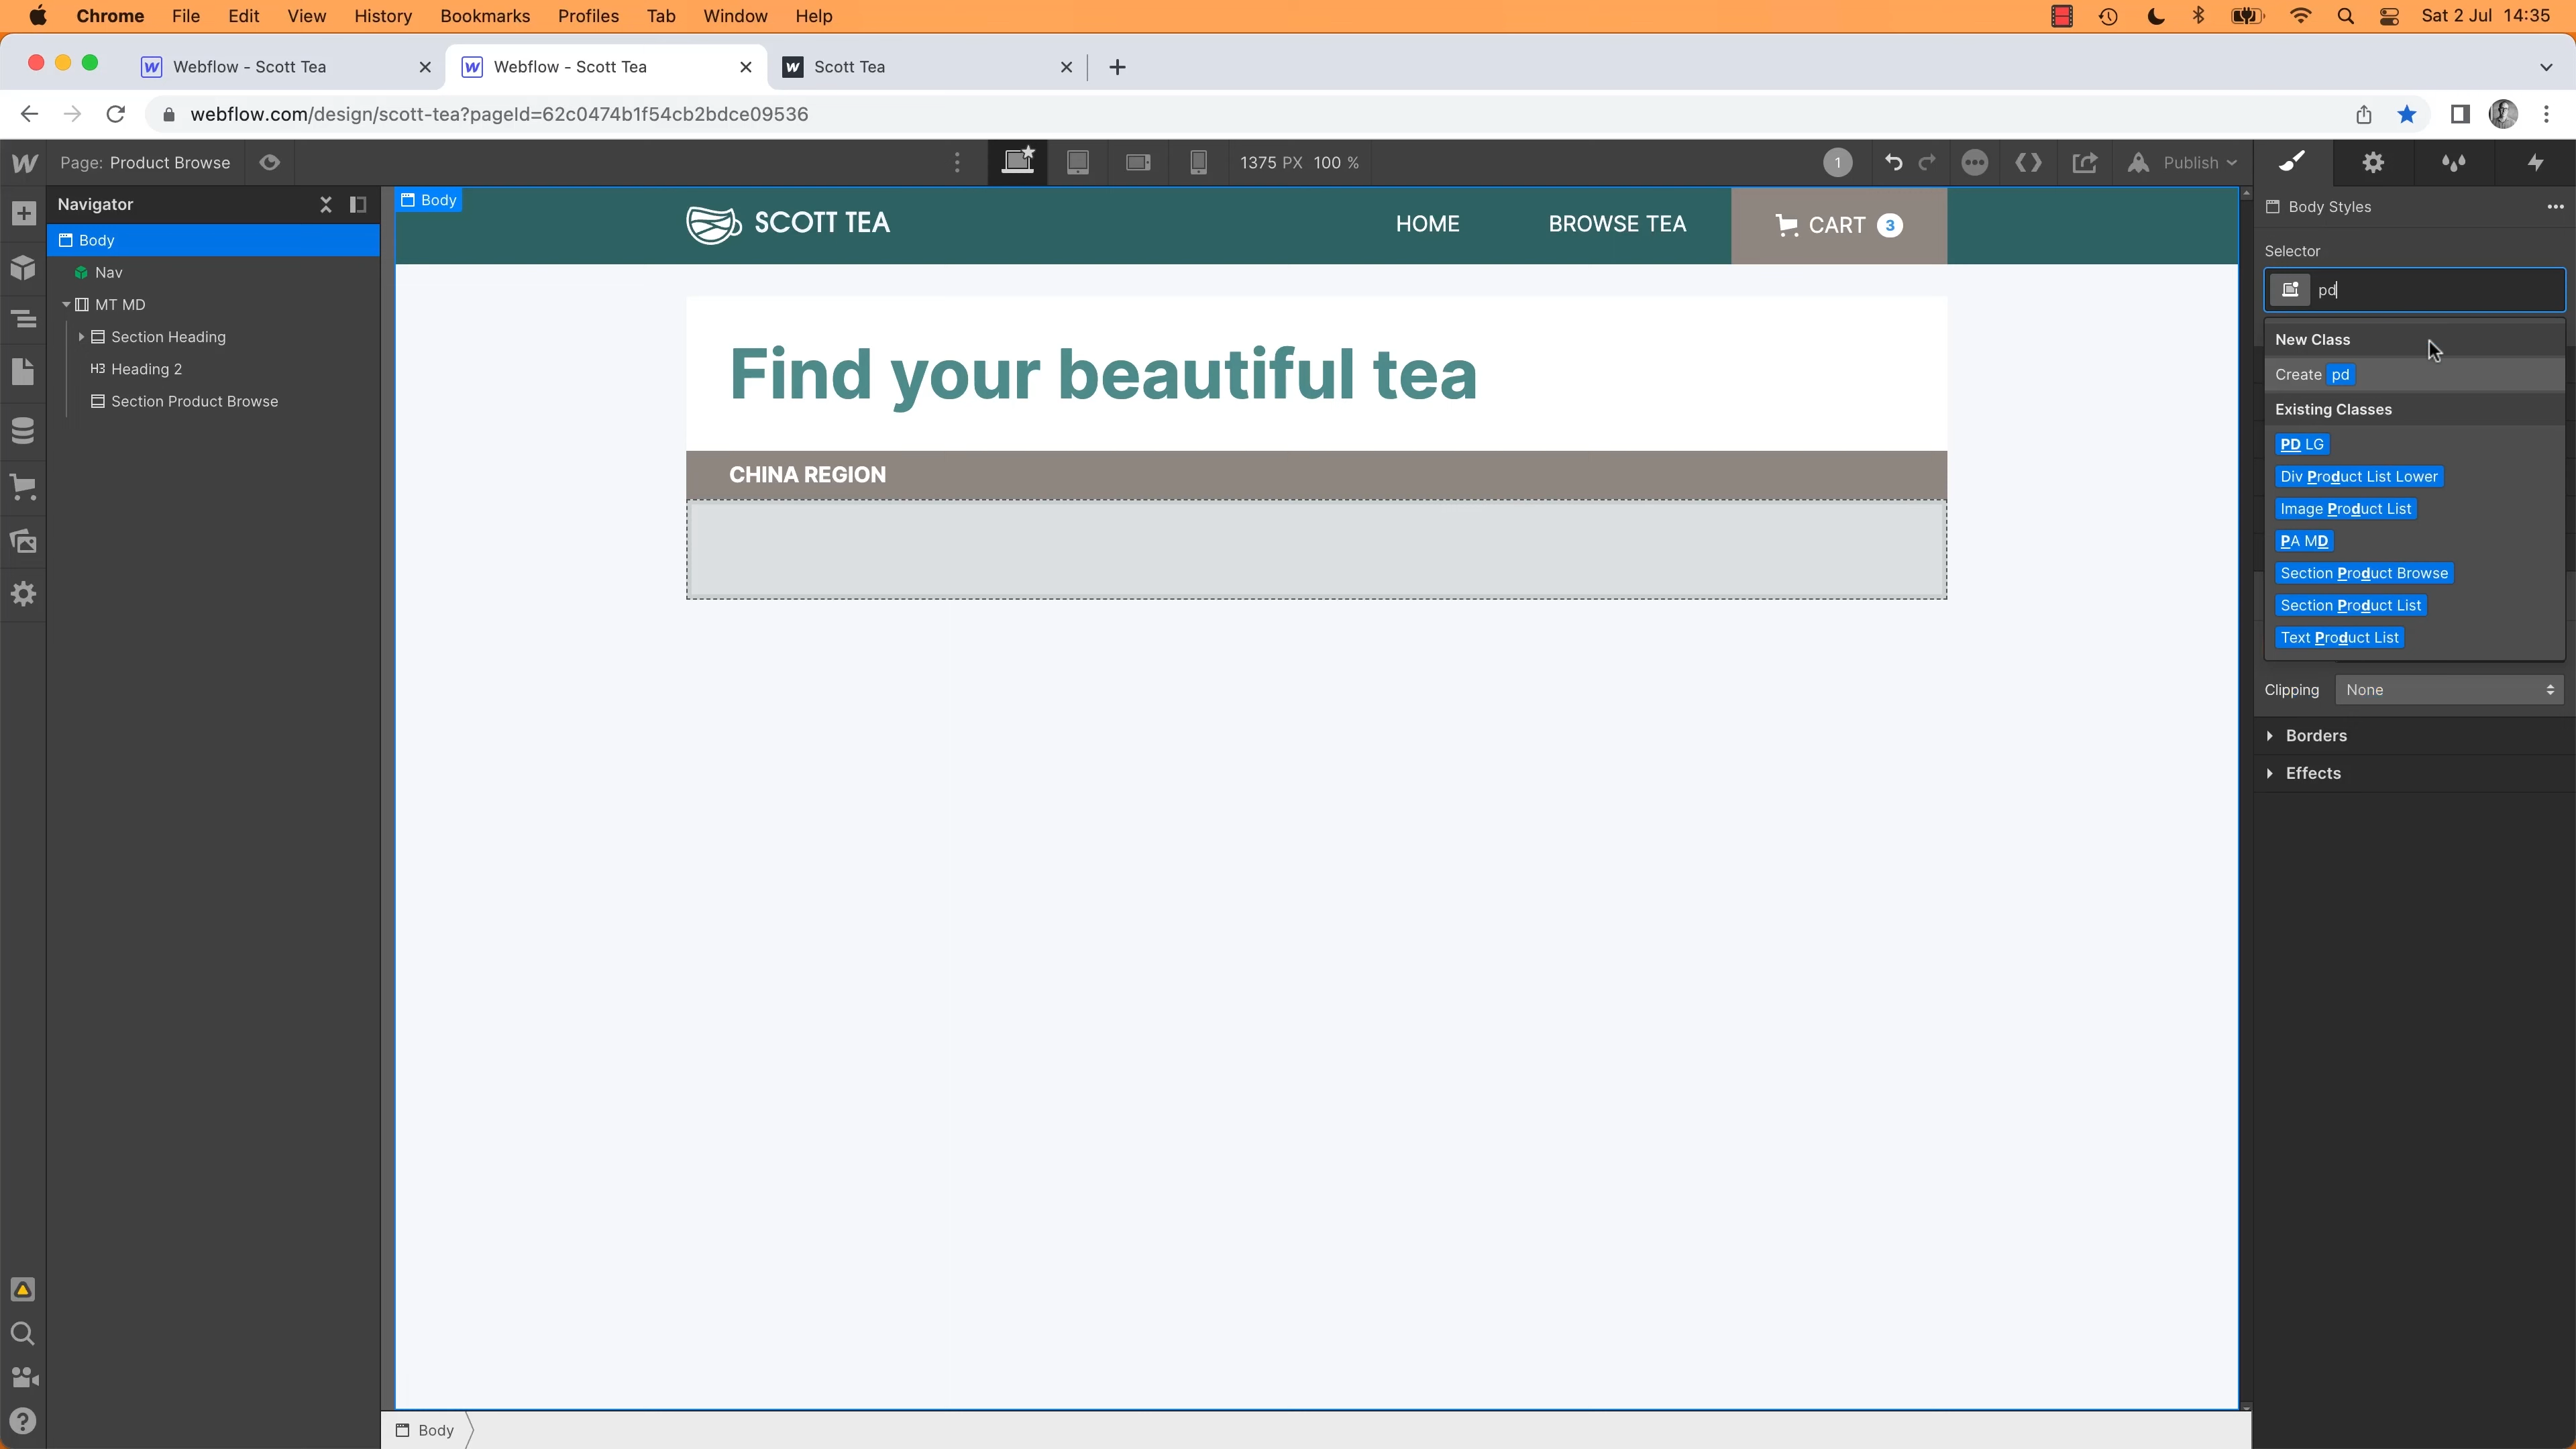 Chrome File Edit View History Bookmarks Profiles Tab Window Help Sat 2 Jul 14:35
Webflow - Scott Tea
Webflow - Scott Tea
Scott Tea
webflow.com/design/scott-tea?pageId=62c0474b1f54cb2bdce09536
Page: Product Browse
1375 PX 100 %
1
Publish
Navigator
Body
Nav
MT MD
Section Heading
H3 Heading 2
Section Product Browse
Body
SCOTT TEA
HOME
BROWSE TEA
CART 3
Find your beautiful tea
CHINA REGION
Body Styles
Selector
pd
New Class
Create pd
Existing Classes
PD LG
Div Product List Lower
Image Product List
PA MD
Section Product Browse
Section Product List
Text Product List
Clipping None
Borders
Effects
Body